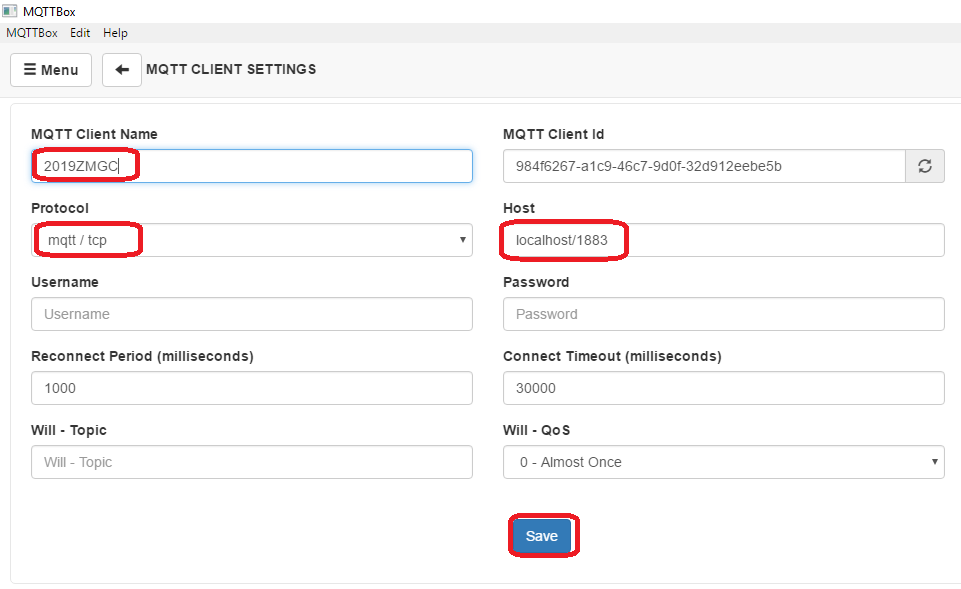 MQTTBox
MQTTBox Edit Help
Menu MQTT CLIENT SETTINGS
MQTT Client Name MQTT Client Id
2019ZMGC 984f6267-a1c9-46c7-9d0f-32d912eebe5b
Protocol Host
mqtt / tcp localhost/1883
Username Password
Username Password
Reconnect Period (milliseconds) Connect Timeout (milliseconds)
1000 30000
Will - Topic Will - QoS
Will - Topic 0 - Almost Once
Save